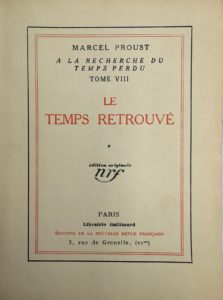 MARCEL PROUST
A LA RECHERCHE DU
TEMPS PERDU
TOME VIII
LE
TEMPS RETROUVÉ
*
édition originale
nrf
PARIS
Librairie Gallimard
ÉDITIONS DE LA NOUVELLE REVUE FRANÇAISE
3, rue de Grenelle, (VIme)